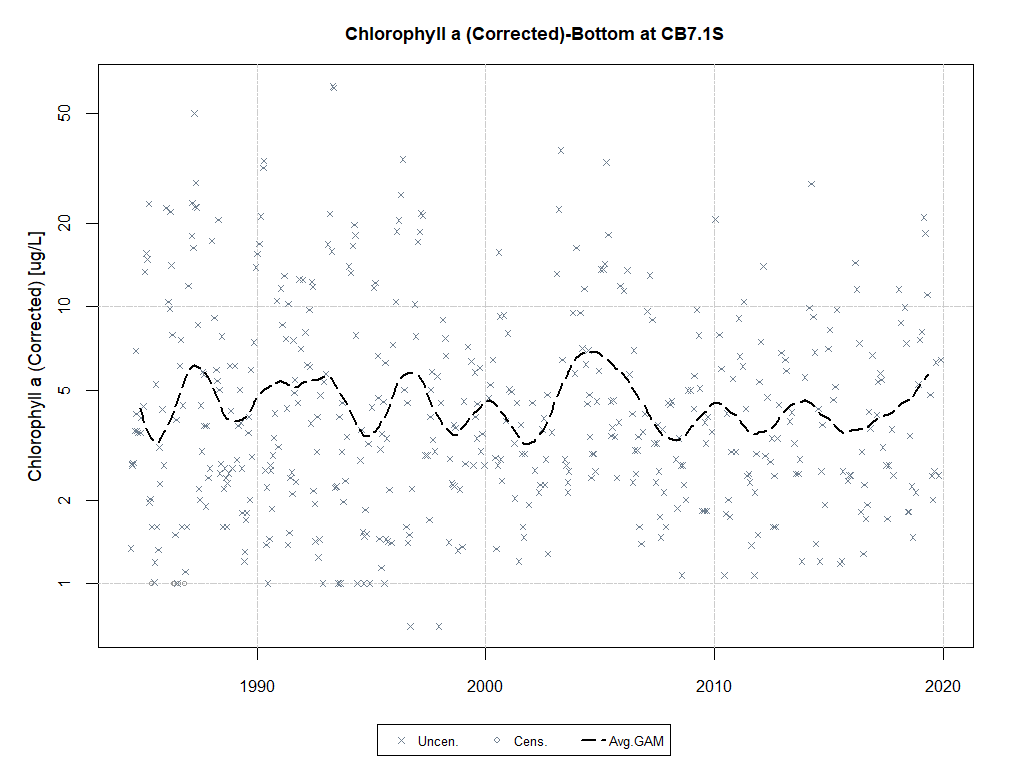 Chlorophyll a (Corrected)-Bottom at CB7.1S
Chlorophyll a (Corrected) [ug/L]
50
20
10
5
2
1
1990 2000 2010 2020
Uncen. Cens. Avg.GAM